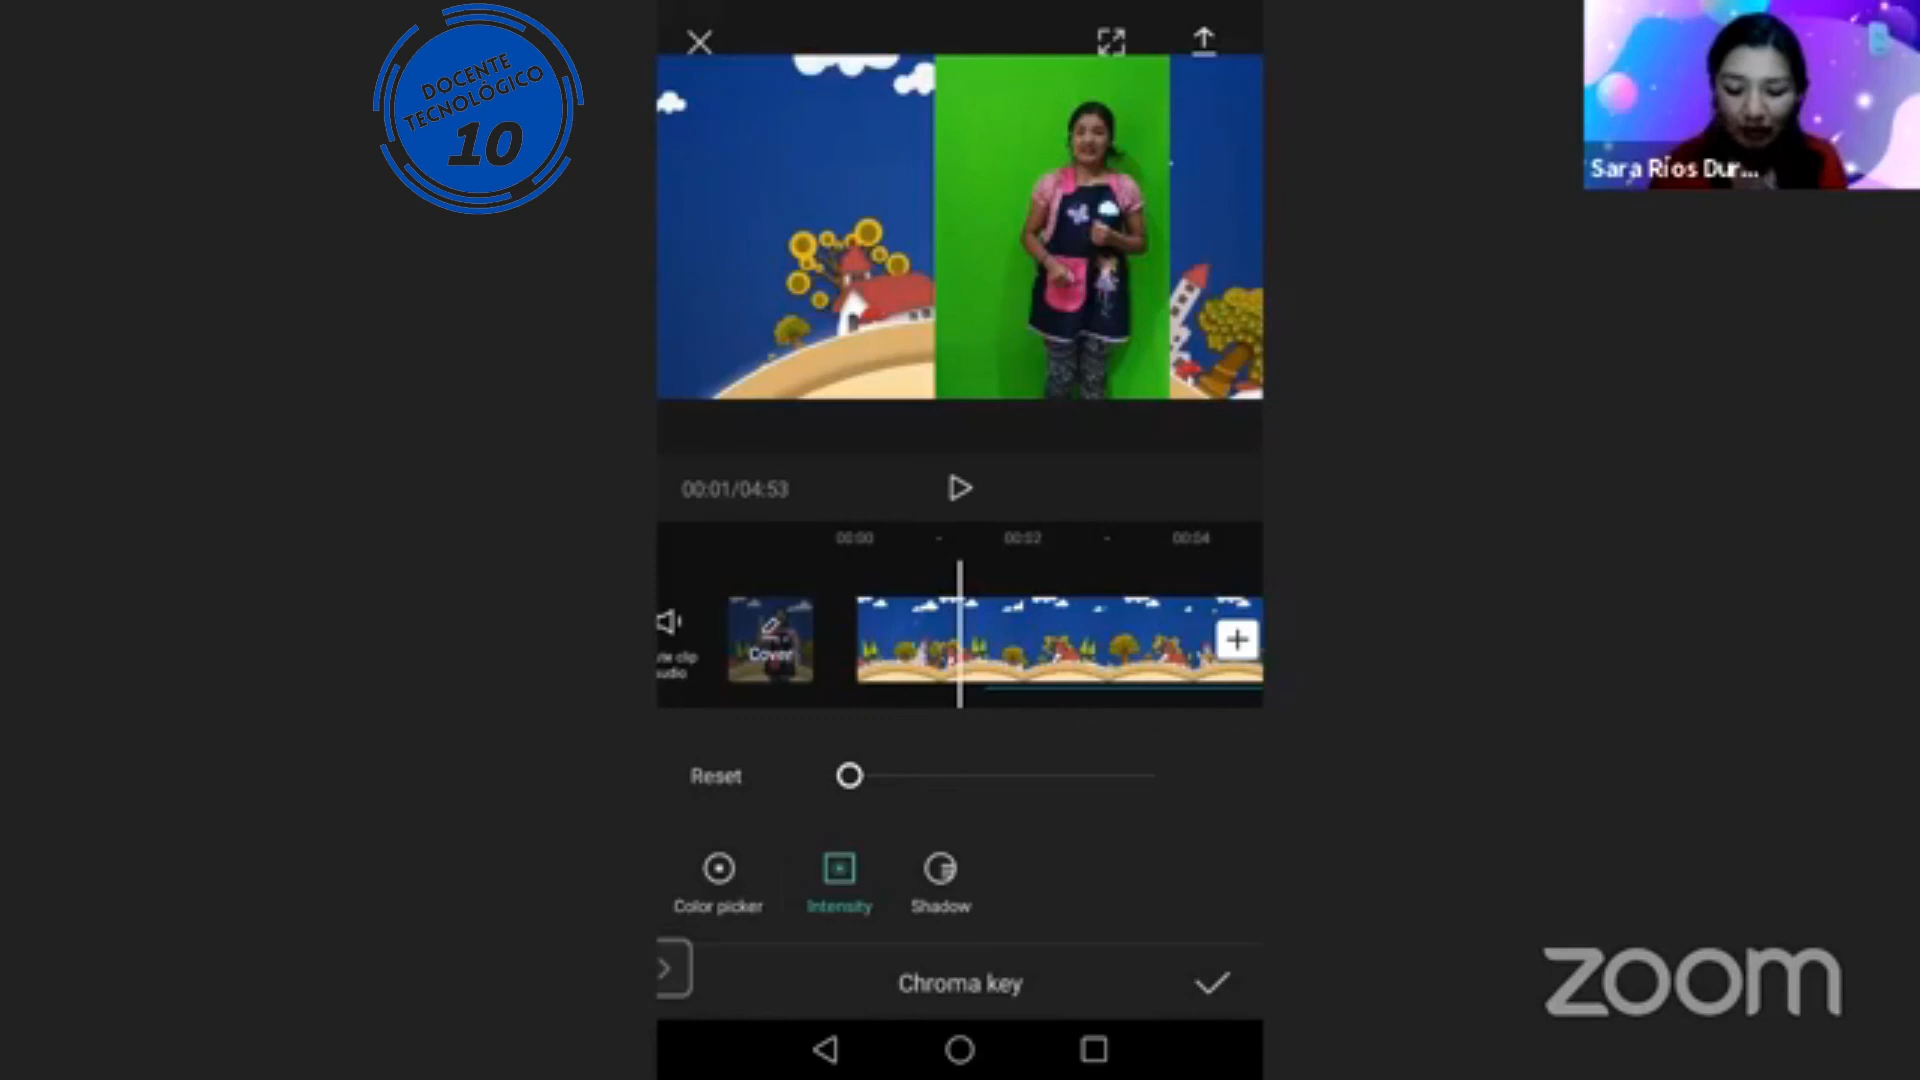 DOCENTE
TECNOLÓGICO
10
Sara Ríos Dur...
00:01/04:53
00:00
00:02
00:04
clip
Cover
Reset
Color picker
Intensity
Shadow
Chroma key
zoom